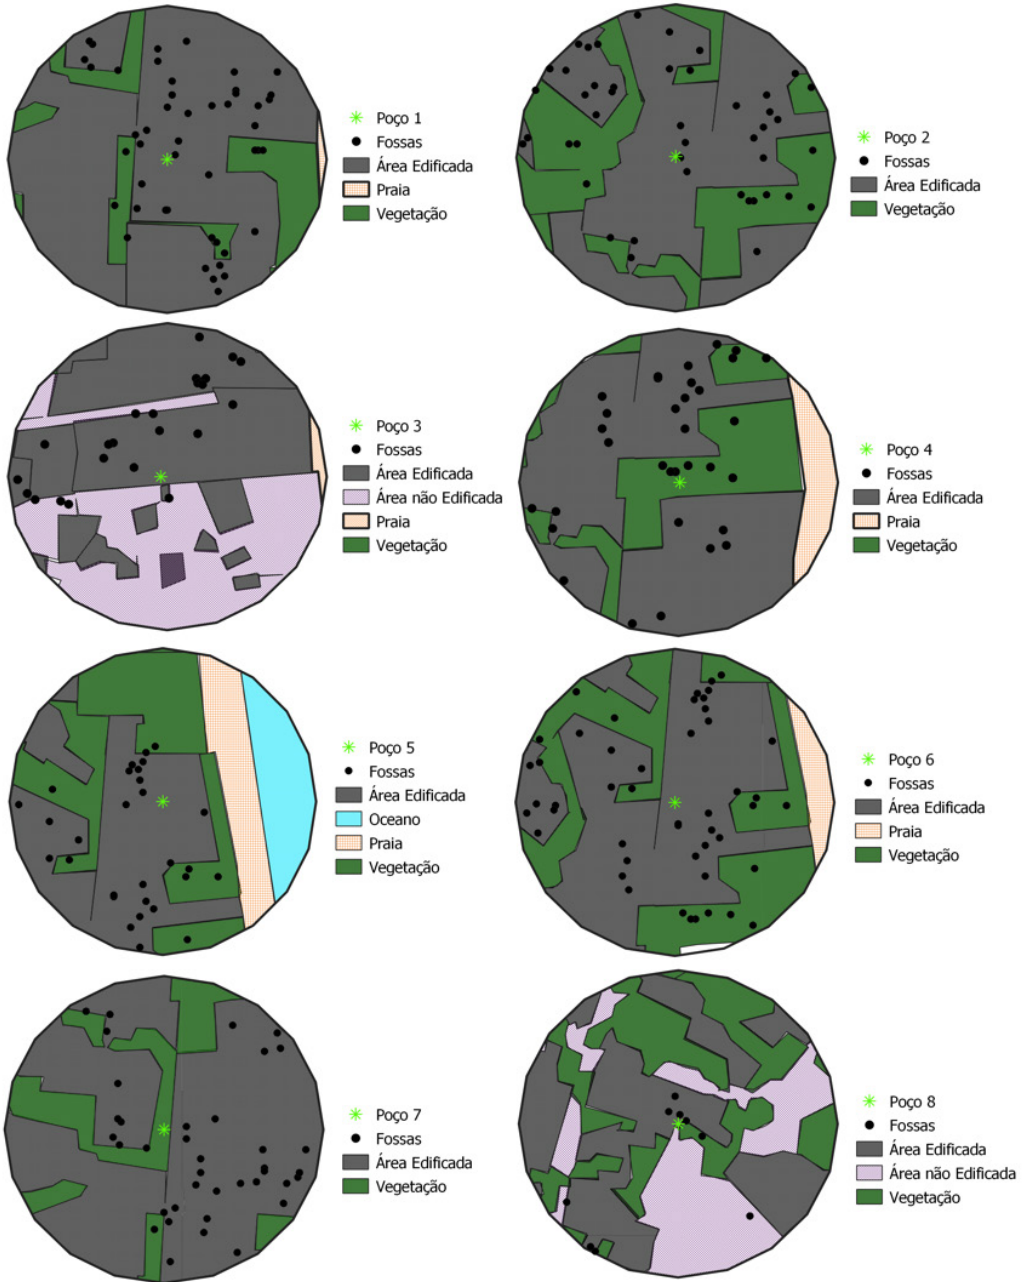 Poço 1
Fossas
Área Edificada
Praia
Vegetação
Poço 2
Fossas
Área Edificada
Vegetação
Poço 3
Fossas
Área Edificada
Área não Edificada
Praia
Vegetação
Poço 4
Fossas
Área Edificada
Praia
Vegetação
Poço 5
Fossas
Área Edificada
Oceano
Praia
Vegetação
Poço 6
Fossas
Área Edificada
Praia
Vegetação
Poço 7
Fossas
Área Edificada
Vegetação
Poço 8
Fossas
Área Edificada
Área não Edificada
Vegetação